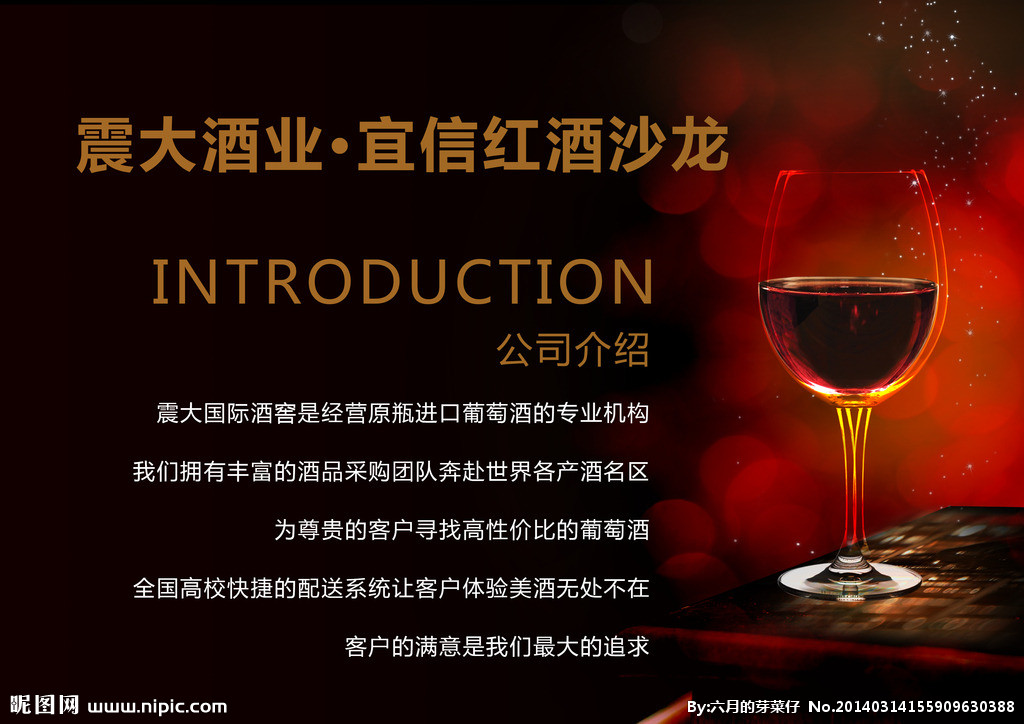 震大酒业·宜信红酒沙龙
INTRODUCTION
公司介绍
震大国际酒窖是经营原瓶进口葡萄酒的专业机构
我们拥有丰富的酒品采购团队奔赴世界各产酒名区
为尊贵的客户寻找高性价比的葡萄酒
全国高校快捷的配送系统让客户体验美酒无处不在
客户的满意是我们最大的追求
昵图网 www.nipic.com
By:六月的芽菜仔 No.20140314155909630388